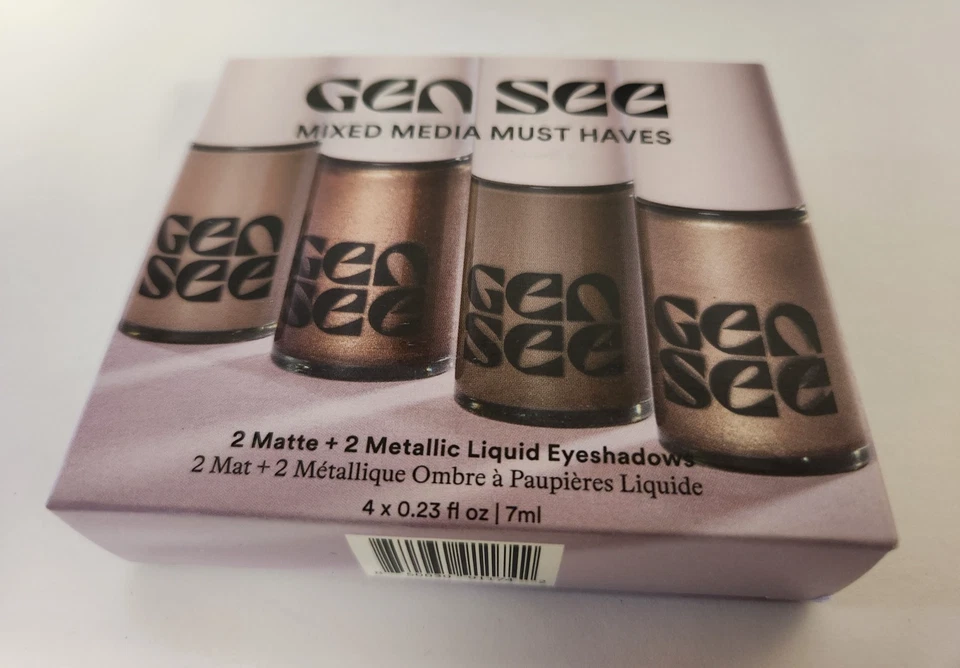 GEN SEE
MIXED MEDIA MUST HAVES
GEN
SEE
GEN
SEE
GEN
SEE
GEN
SEE
2 Matte + 2 Metallic Liquid Eyeshadows
2 Mat + 2 Métallique Ombre à Paupières Liquide
4 x 0.23 fl oz | 7ml